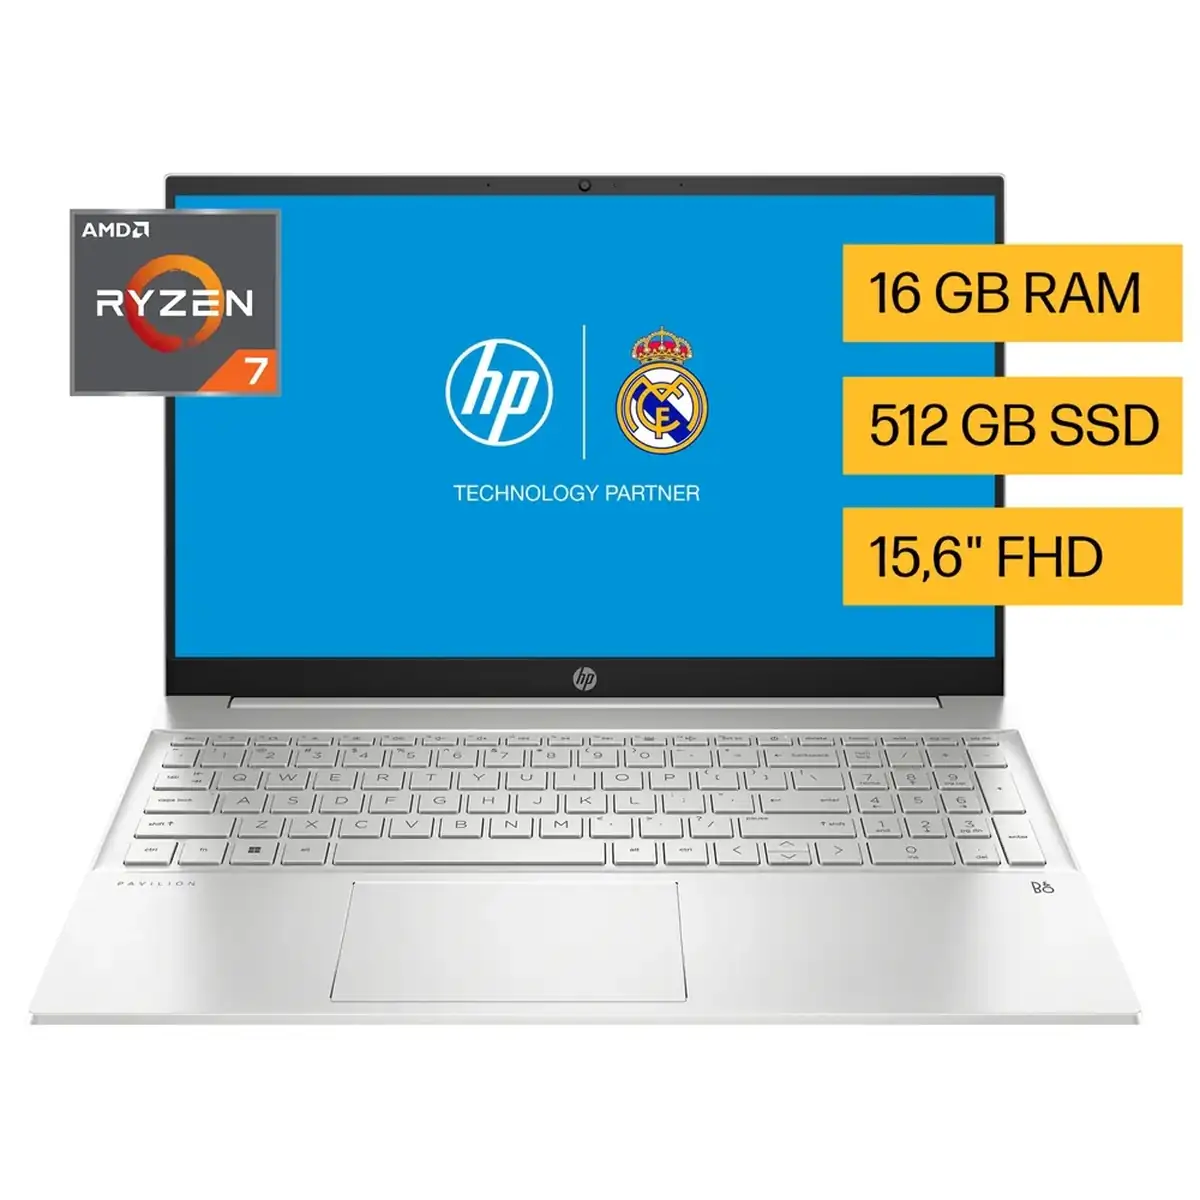 AMD
RYZEN
7
16 GB RAM
512 GB SSD
15,6" FHD
hp
TECHNOLOGY PARTNER
hp
Q W E R T Y U I O P
A S D F G H J K L
Z X C V B N M
PAVILION
B&O